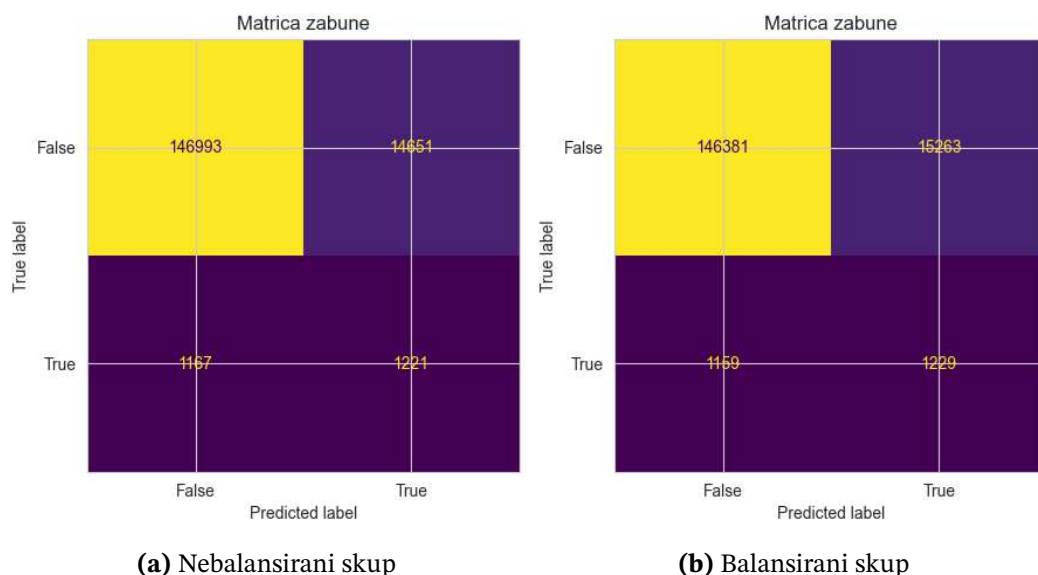 Matrica zabune
True label
False
146993
14651
True
1167
1221
False
True
Predicted label
(a) Nebalansirani skup
Matrica zabune
True label
False
146381
15263
True
1159
1229
False
True
Predicted label
(b) Balansirani skup